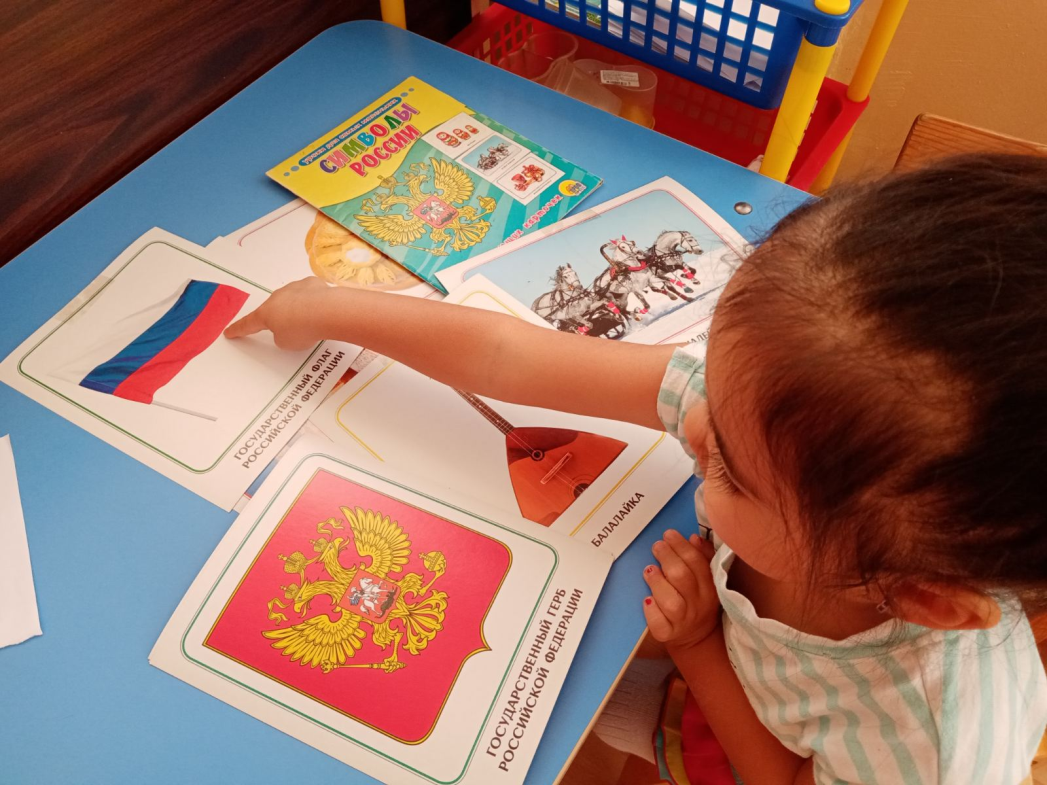 СИМВОЛЫ
РОССИИ
ГОСУДАРСТВЕННЫЙ ФЛАГ
РОССИЙСКОЙ ФЕДЕРАЦИИ
БАЛАЛАЙКА
ГОСУДАРСТВЕННЫЙ ГЕРБ
РОССИЙСКОЙ ФЕДЕРАЦИИ